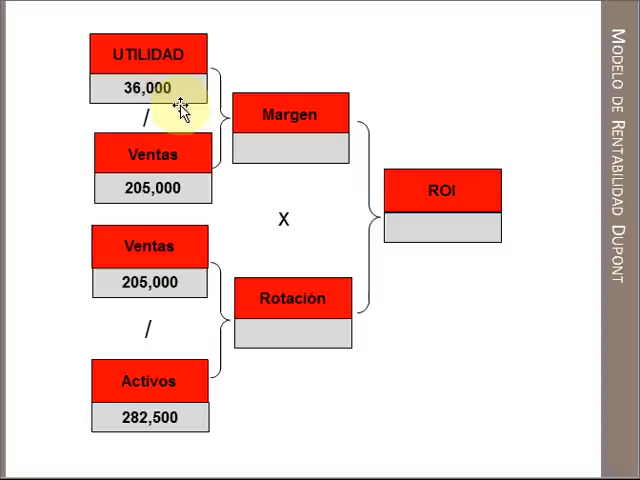 UTILIDAD
36,000
/
Ventas
205,000
Margen
X
ROI
Ventas
205,000
/
Activos
282,500
Rotación
MODELO DE RENTABILIDAD DUPONT